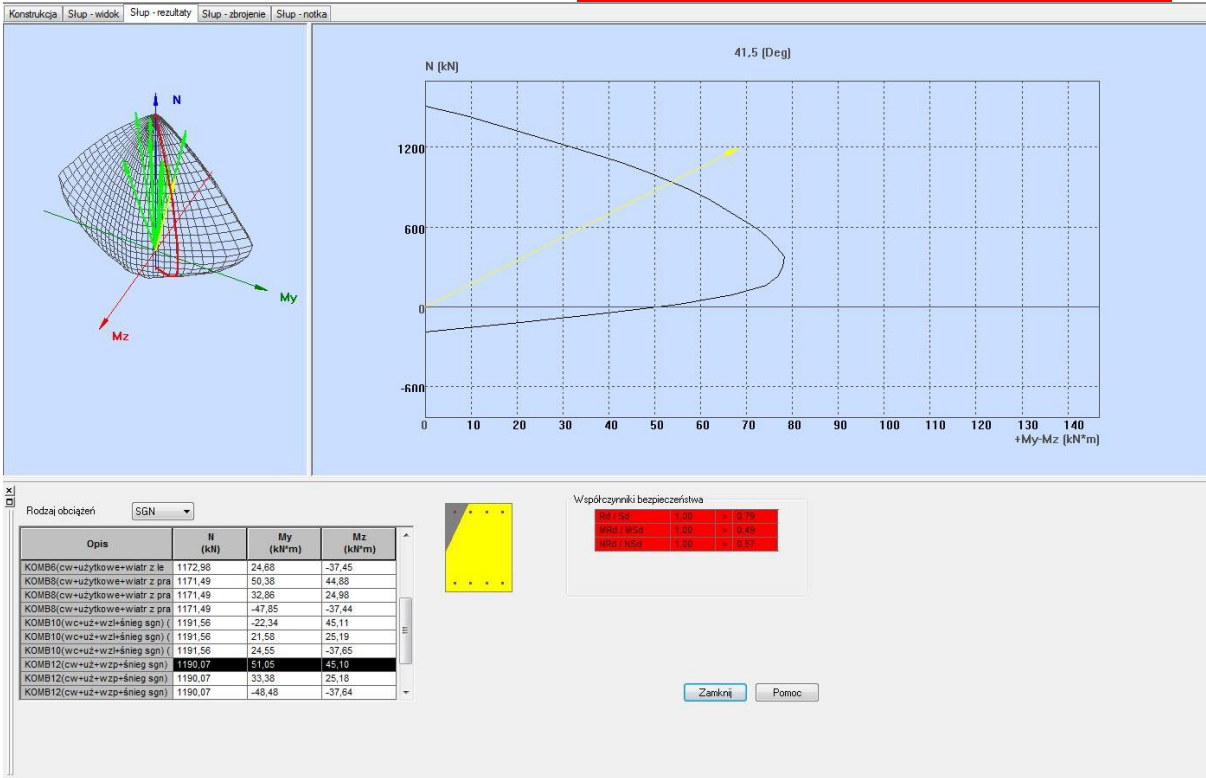 Konstrukcja Słup - widok Słup - rezultaty Słup - zbrojenie Słup - notka
N
My
Mz
41,5 (Deg)
N (kN)
1200
600
0
-600
0 10 20 30 40 50 60 70 80 90 100 110 120 130 140
+My-Mz (kN*m)
Rodzaj obciążeń SGN
Opis N (kN) My (kN*m) Mz (kN*m)
KOMB6(cw+użytkowe+wiatr z le 1172,98 24,68 -37,45
KOMB8(cw+użytkowe+wiatr z pra 1171,49 50,38 44,88
KOMB8(cw+użytkowe+wiatr z pra 1171,49 32,86 24,98
KOMB8(cw+użytkowe+wiatr z pra 1171,49 -47,85 -37,44
KOMB10(wc+uż+wzl+śnieg sgn) ( 1191,56 -22,34 45,11
KOMB10(wc+uż+wzl+śnieg sgn) ( 1191,56 21,58 25,19
KOMB10(wc+uż+wzl+śnieg sgn) ( 1191,56 24,55 -37,65
KOMB12(cw+uż+wzp+śnieg sgn) 1190,07 51,05 45,10
KOMB12(cw+uż+wzp+śnieg sgn) 1190,07 33,38 25,18
KOMB12(cw+uż+wzp+śnieg sgn) 1190,07 -48,48 -37,64
Współczynniki bezpieczeństwa
Rd / Sd 1.00 > 0.79
MRd / MSd 1.00 > 0.49
NRd / NSd 1.00 > 0.57
Zamknij Pomoc